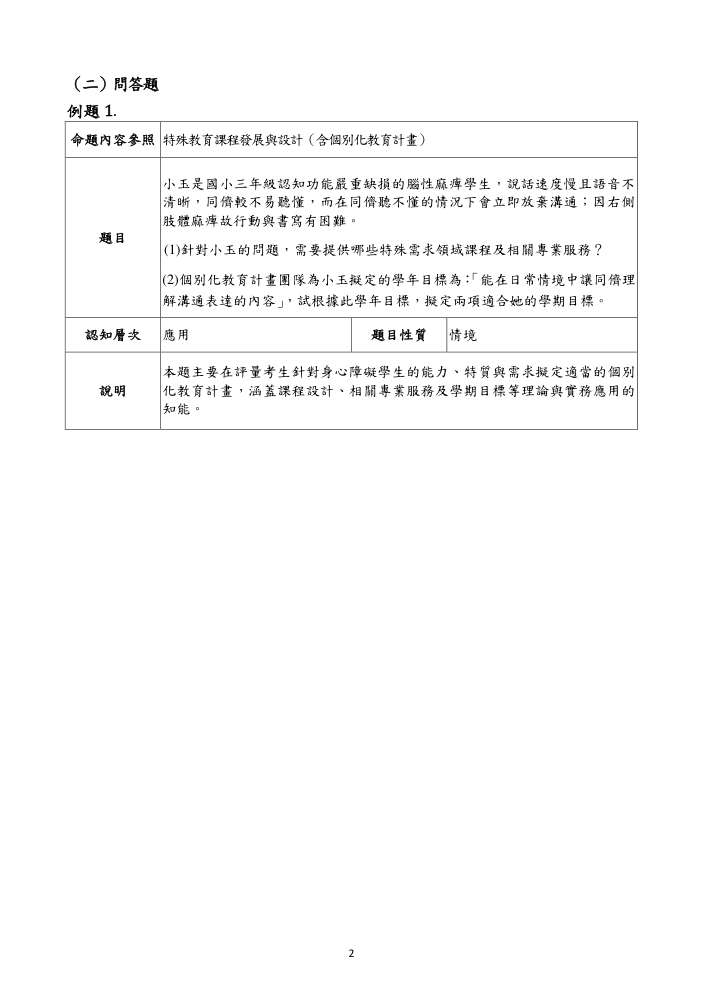 （二）問答題
例題 1.
命題內容參照 特殊教育課程發展與設計（含個別化教育計畫）
題目
小玉是國小三年級認知功能嚴重缺損的腦性麻痺學生，說話速度慢且語音不
清晰，同儕較不易聽懂，而在同儕聽不懂的情況下會立即放棄溝通；因右側
肢體麻痺故行動與書寫有困難。
(1)針對小玉的問題，需要提供哪些特殊需求領域課程及相關專業服務？
(2)個別化教育計畫團隊為小玉擬定的學年目標為：「能在日常情境中讓同儕理
解溝通表達的內容」，試根據此學年目標，擬定兩項適合她的學期目標。
認知層次 應用 題目性質 情境
說明
本題主要在評量考生針對身心障礙學生的能力、特質與需求擬定適當的個別
化教育計畫，涵蓋課程設計、相關專業服務及學期目標等理論與實務應用的
知能。
2